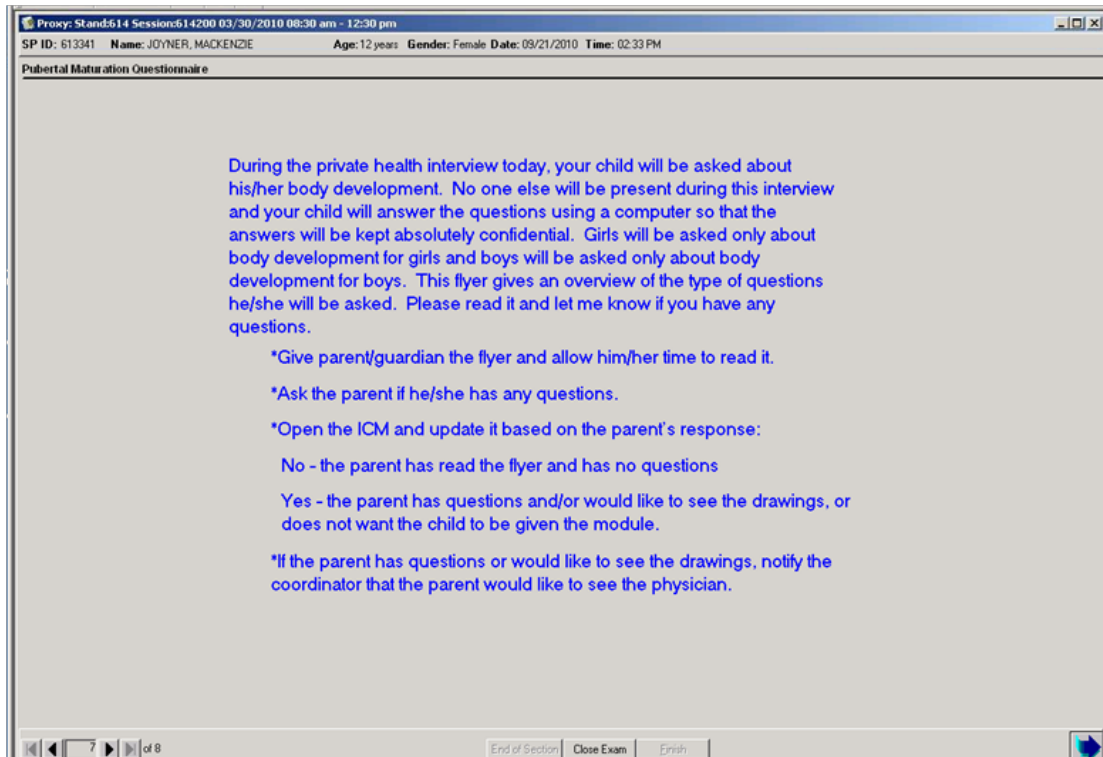 Proxy: Stand:614 Session:614200 03/30/2010 08:30 am - 12:30 pm
SP ID: 613341 Name: JOYNER, MACKENZIE Age: 12 years Gender: Female Date: 09/21/2010 Time: 02:33 PM
Pubertal Maturation Questionnaire
During the private health interview today, your child will be asked about
his/her body development. No one else will be present during this interview
and your child will answer the questions using a computer so that the
answers will be kept absolutely confidential. Girls will be asked only about
body development for girls and boys will be asked only about body
development for boys. This flyer gives an overview of the type of questions
he/she will be asked. Please read it and let me know if you have any
questions.
*Give parent/guardian the flyer and allow him/her time to read it.
*Ask the parent if he/she has any questions.
*Open the ICM and update it based on the parent's response:
No - the parent has read the flyer and has no questions
Yes - the parent has questions and/or would like to see the drawings, or
does not want the child to be given the module.
*If the parent has questions or would like to see the drawings, notify the
coordinator that the parent would like to see the physician.
7 of 8 End of Section Close Exam Finish